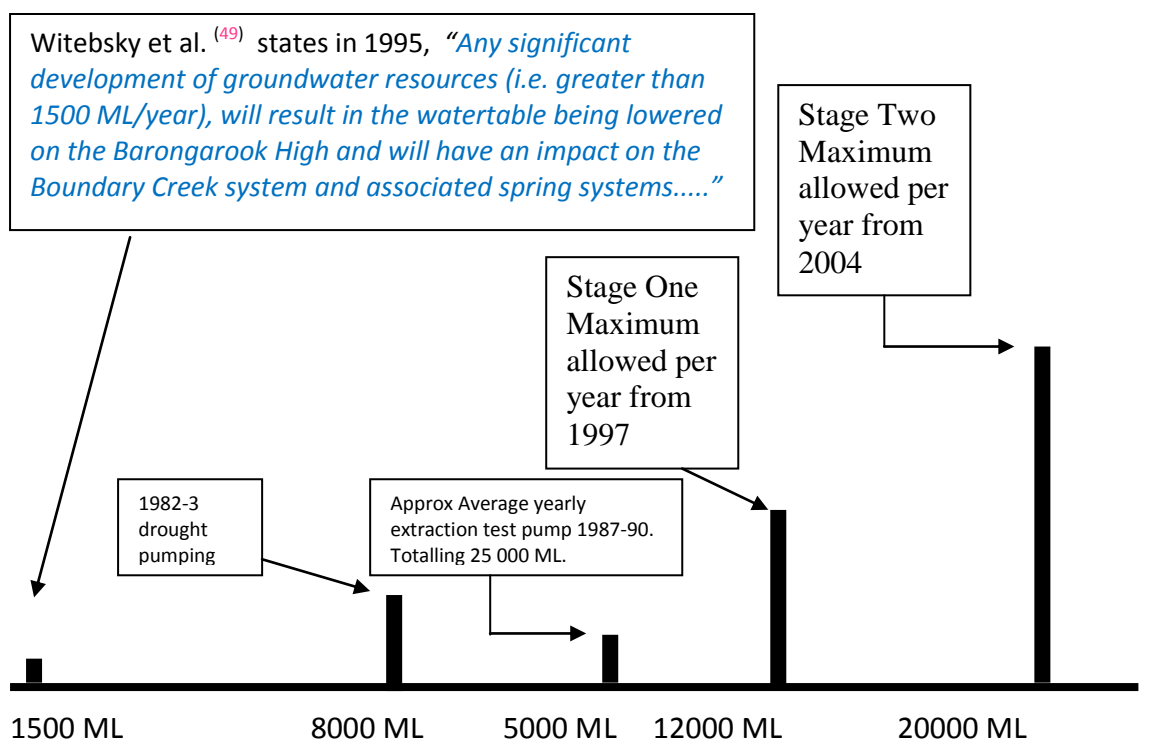 Witebsky et al. (49) states in 1995, “Any significant
development of groundwater resources (i.e. greater than
1500 ML/year), will result in the watertable being lowered
on the Barongarook High and will have an impact on the
Boundary Creek system and associated spring systems.....”
Stage Two
Maximum
allowed per
year from
2004
Stage One
Maximum
allowed per
year from
1997
1982-3
drought
pumping
Approx Average yearly
extraction test pump 1987-90.
Totalling 25 000 ML.
1500 ML
8000 ML
5000 ML
12000 ML
20000 ML